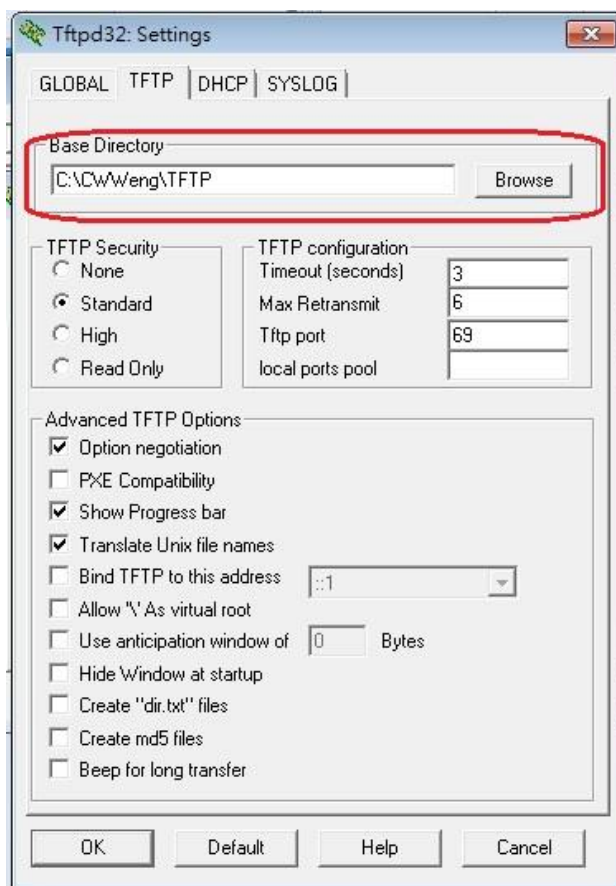 Tftpd32: Settings
GLOBAL TFTP DHCP SYSLOG
Base Directory
C:\CWWeng\TFTP Browse
TFTP Security
None
Standard
High
Read Only
TFTP configuration
Timeout (seconds) 3
Max Retransmit 6
Tftp port 69
local ports pool
Advanced TFTP Options
Option negotiation
PXE Compatibility
Show Progress bar
Translate Unix file names
Bind TFTP to this address ::1
Allow '\' As virtual root
Use anticipation window of 0 Bytes
Hide Window at startup
Create "dir.txt" files
Create md5 files
Beep for long transfer
OK Default Help Cancel